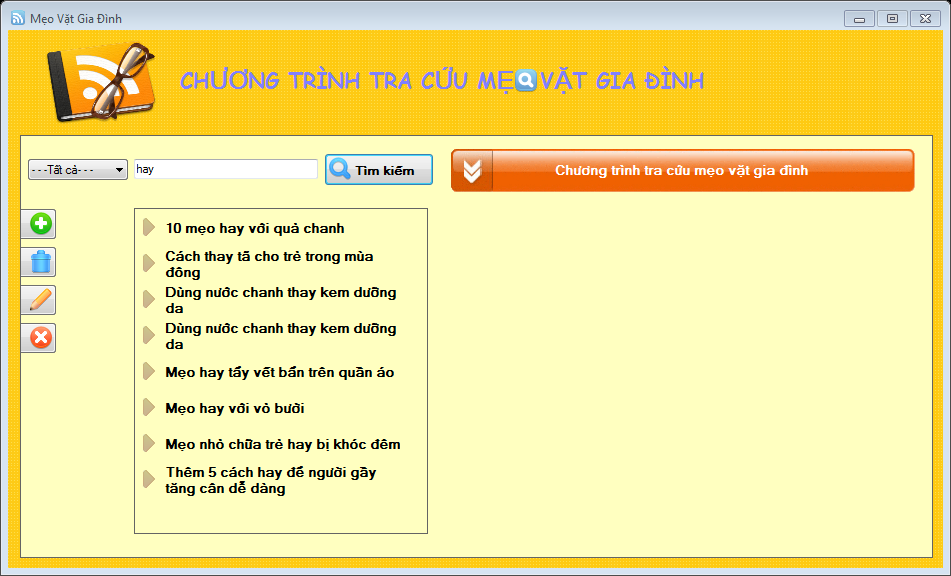 Mẹo Vặt Gia Đình
CHƯƠNG TRÌNH TRA CỨU MẸO VẶT GIA ĐÌNH
---Tất cả---
hay
Tìm kiếm
Chương trình tra cứu mẹo vặt gia đình
10 mẹo hay với quả chanh
Cách thay tã cho trẻ trong mùa
đông
Dùng nước chanh thay kem dưỡng
da
Dùng nước chanh thay kem dưỡng
da
Mẹo hay tẩy vết bẩn trên quần áo
Mẹo hay với vỏ bưởi
Mẹo nhỏ chữa trẻ hay bị khóc đêm
Thêm 5 cách hay để người gầy
tăng cân dễ dàng